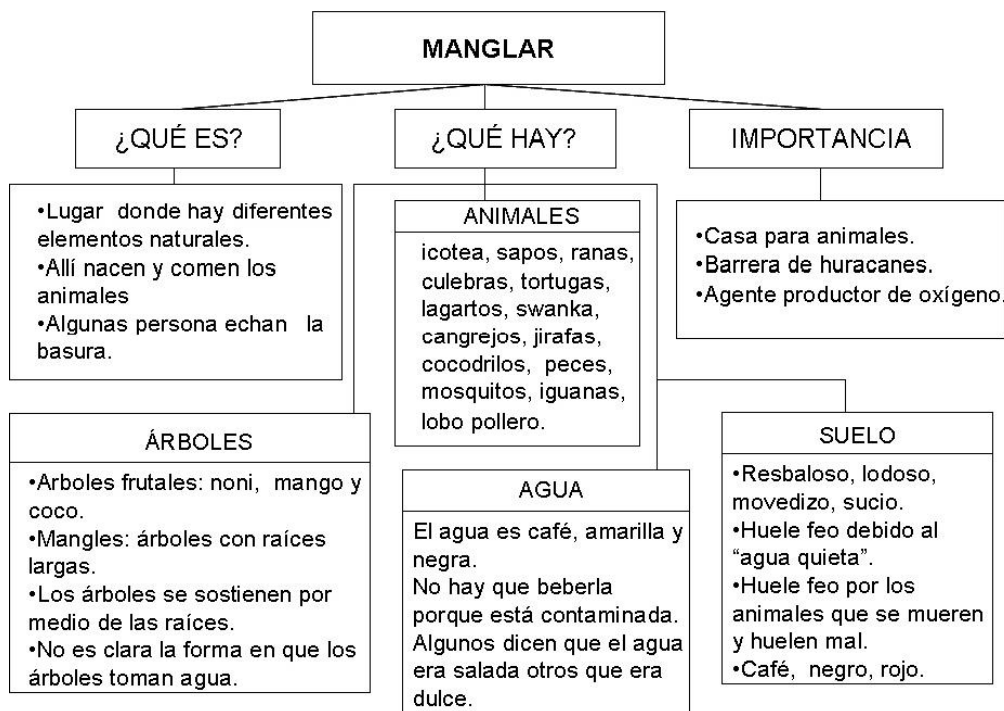 MANGLAR
¿QUÉ ES?
¿QUÉ HAY?
IMPORTANCIA
•Lugar donde hay diferentes
elementos naturales.
•Allí nacen y comen los
animales
•Algunas persona echan la
basura.
ANIMALES
icotea, sapos, ranas,
culebras, tortugas,
lagartos, swanka,
cangrejos, jirafas,
cocodrilos, peces,
mosquitos, iguanas,
lobo pollero.
•Casa para animales.
•Barrera de huracanes.
•Agente productor de oxígeno.
ÁRBOLES
•Arboles frutales: noni, mango y
coco.
•Mangles: árboles con raíces
largas.
•Los árboles se sostienen por
medio de las raíces.
•No es clara la forma en que los
árboles toman agua.
AGUA
El agua es café, amarilla y
negra.
No hay que beberla
porque está contaminada.
Algunos dicen que el agua
era salada otros que era
dulce.
SUELO
•Resbaloso, lodoso,
movedizo, sucio.
•Huele feo debido al
“agua quieta”.
•Huele feo por los
animales que se mueren
y huelen mal.
•Café, negro, rojo.